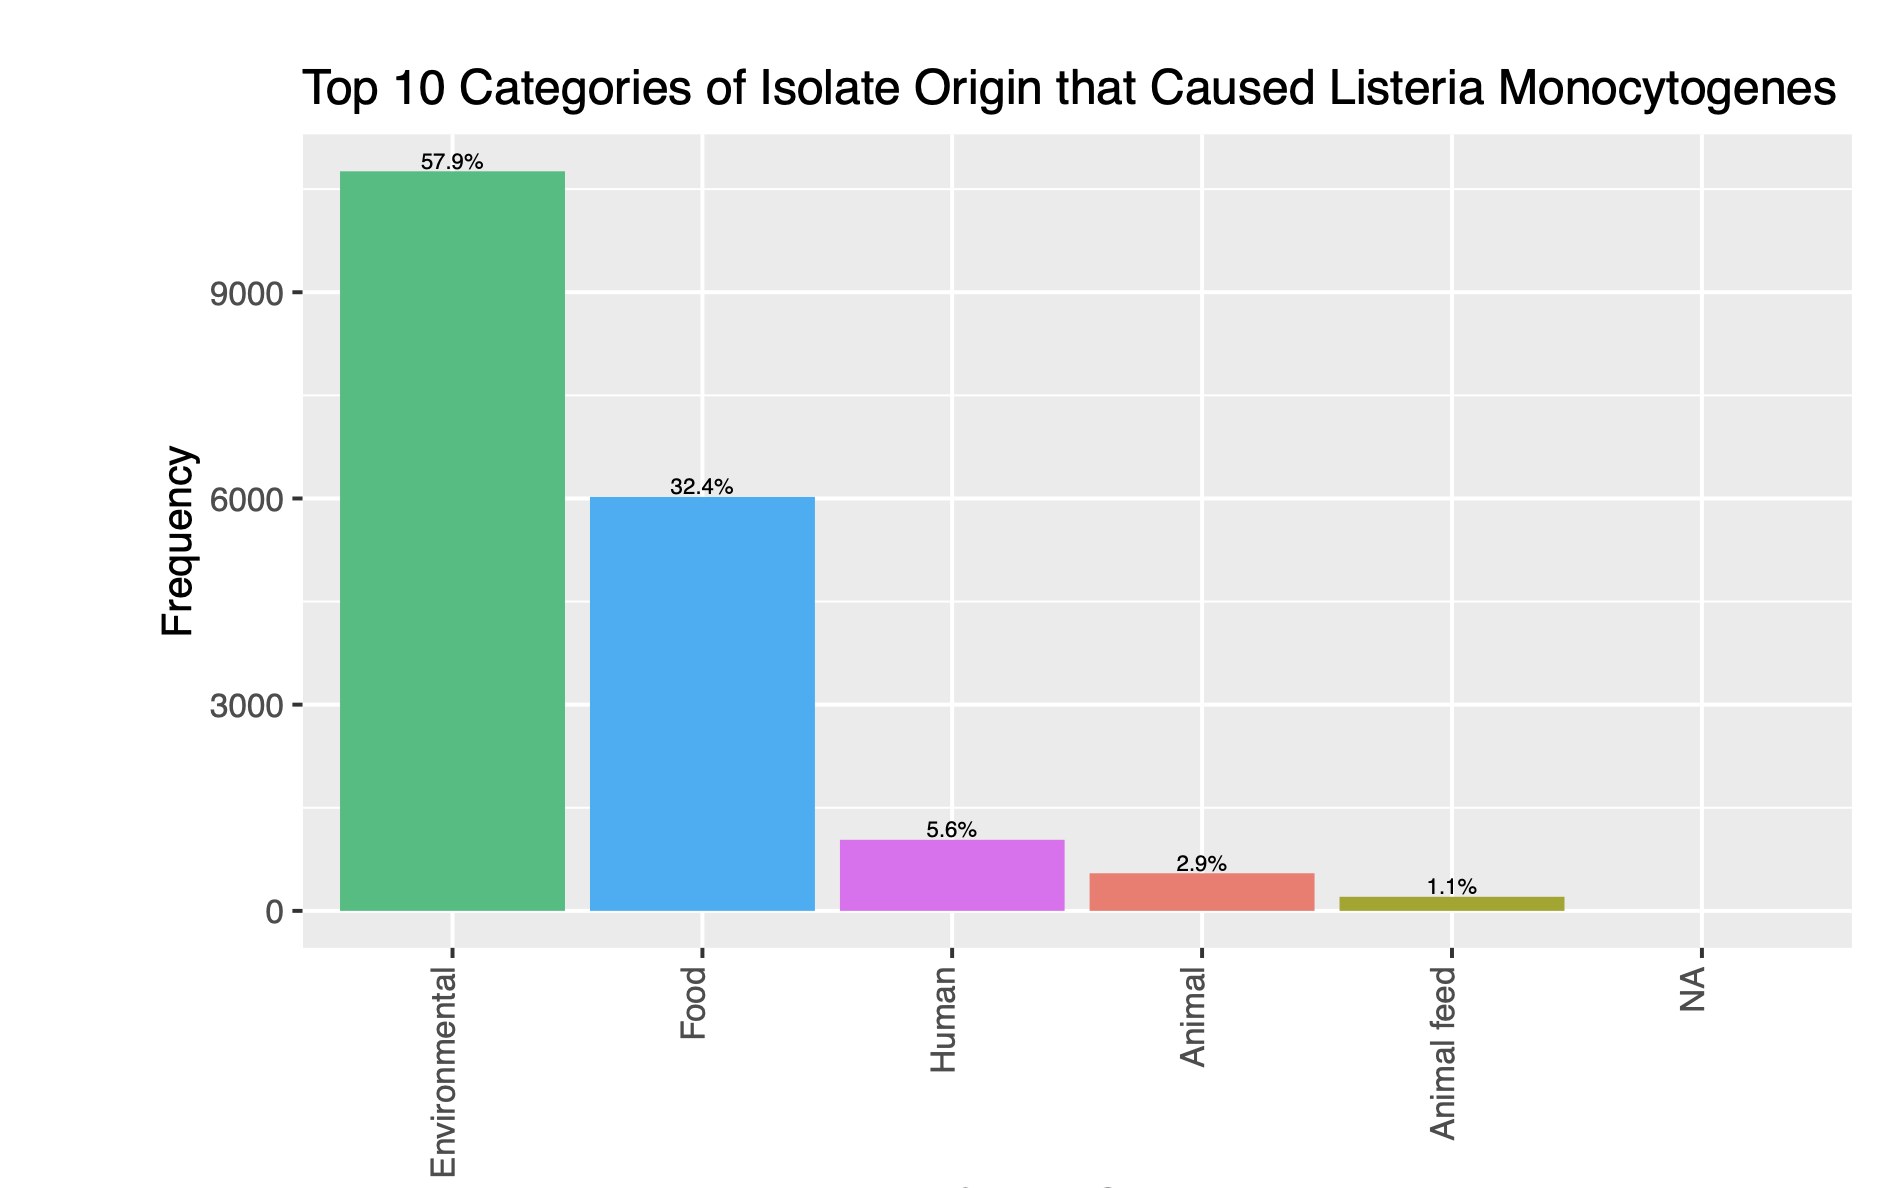 Top 10 Categories of Isolate Origin that Caused Listeria Monocytogenes
57.9%
9000
32.4%
6000
Frequency
3000
5.6%
2.9%
1.1%
0
Environmental
Food
Human
Animal
Animal feed
NA